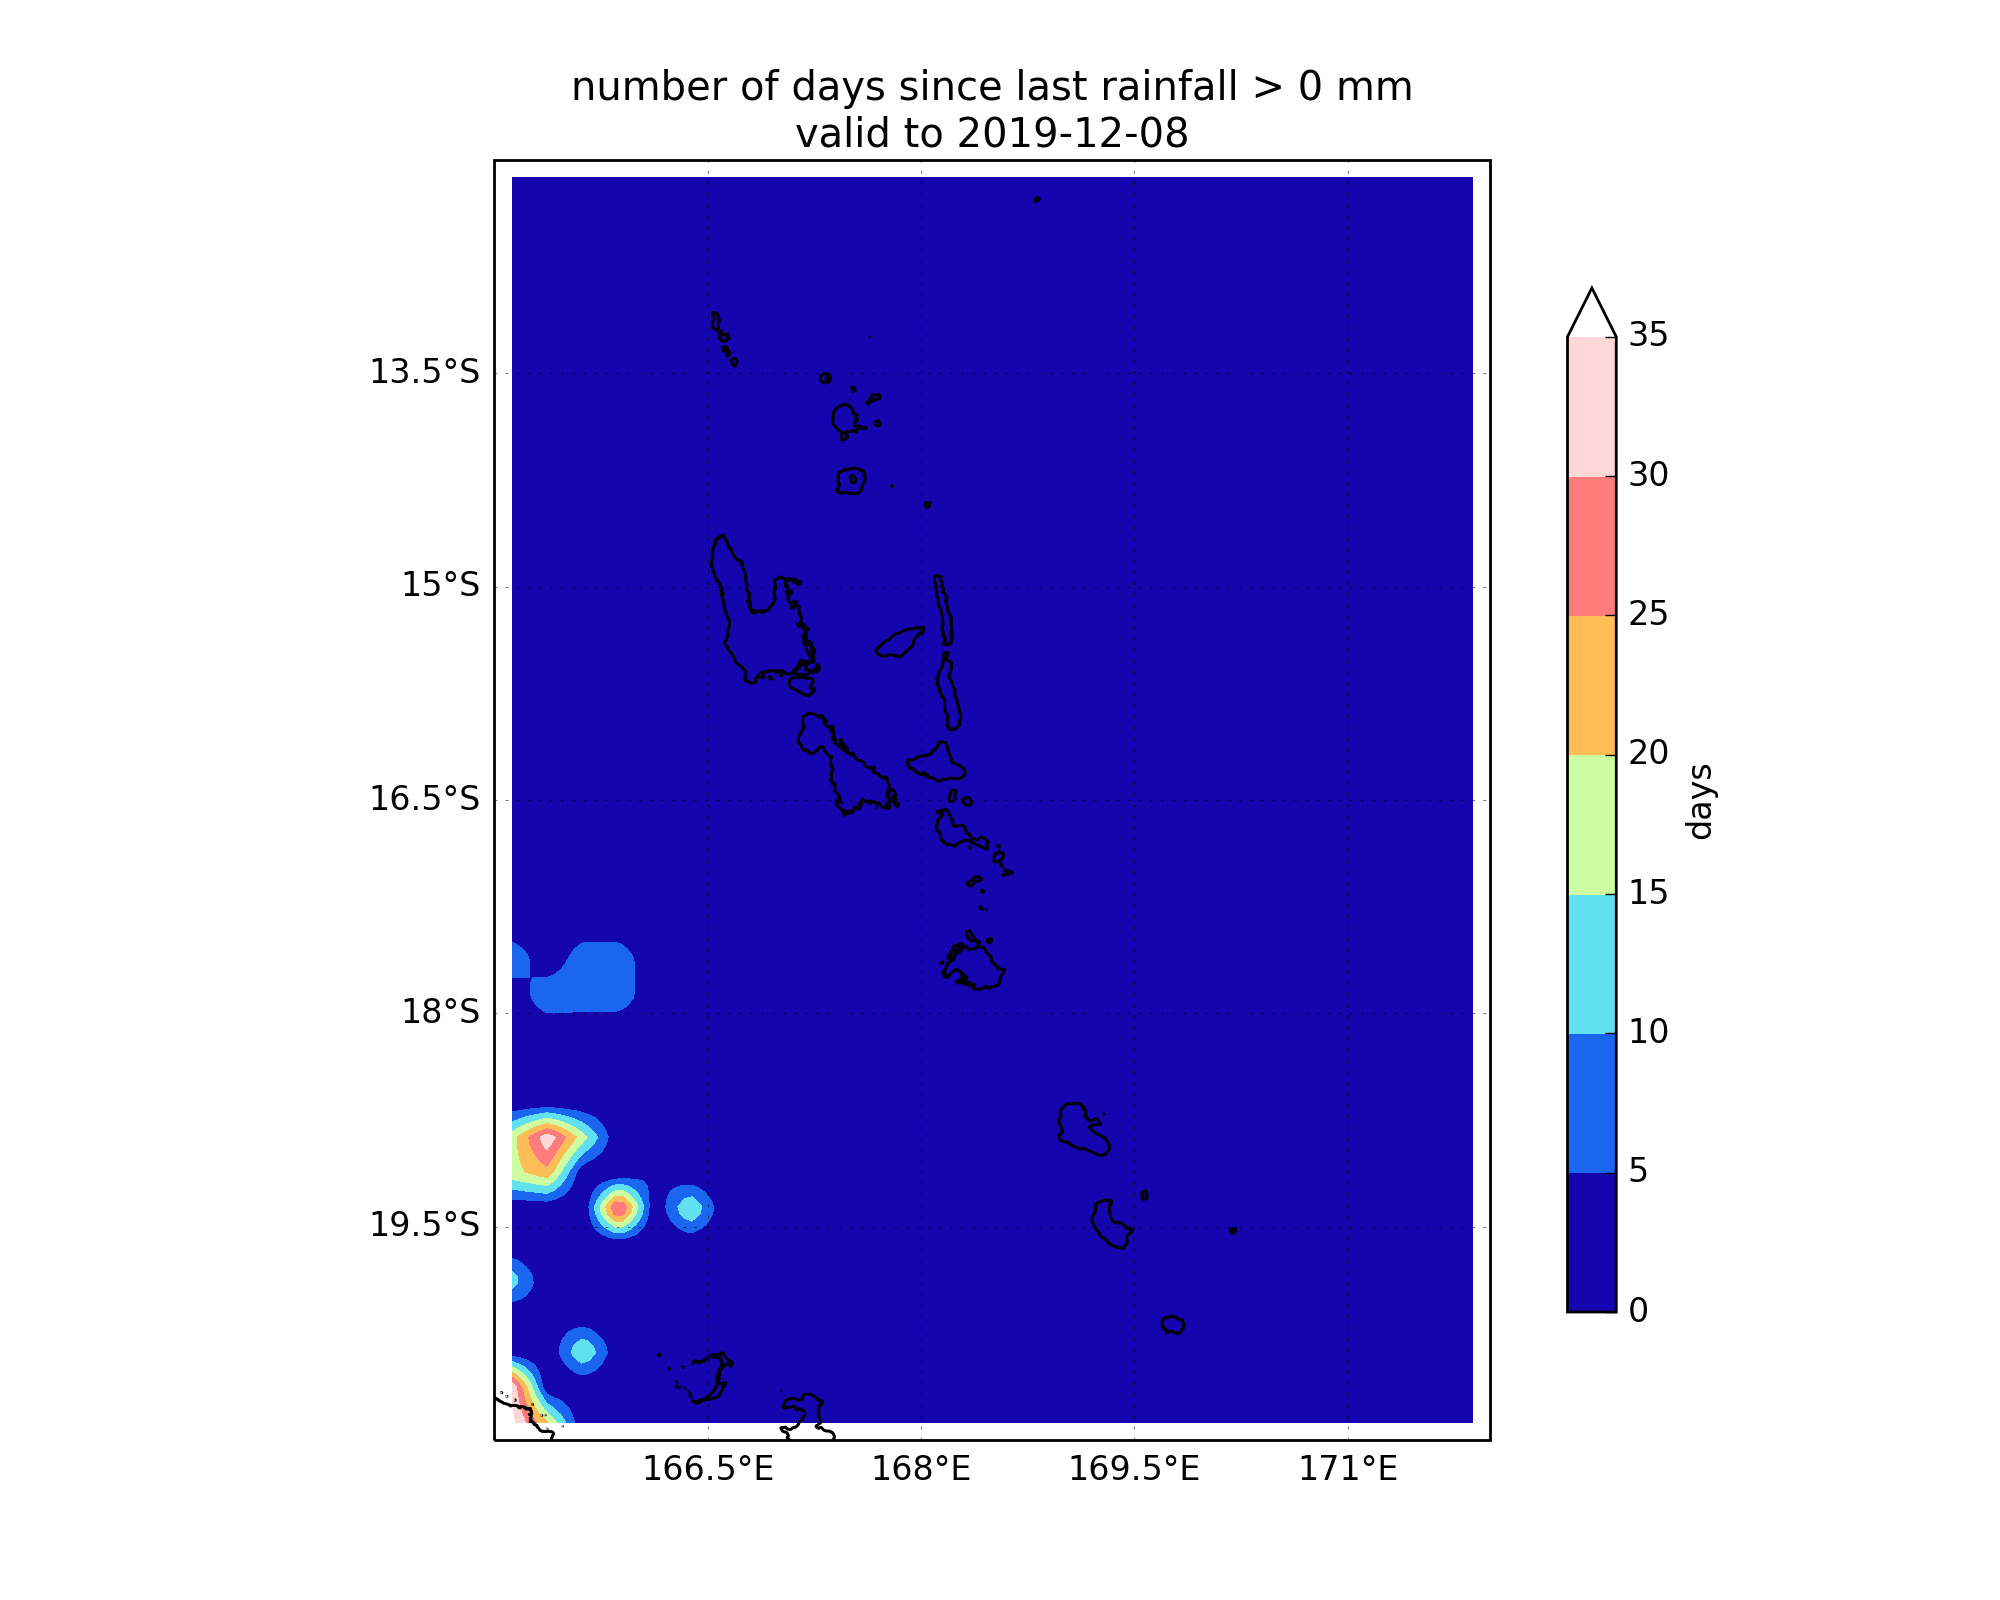 number of days since last rainfall > 0 mm
valid to 2019-12-08
13.5°S
15°S
16.5°S
18°S
19.5°S
166.5°E
168°E
169.5°E
171°E
35
30
25
20
15
10
5
0
days